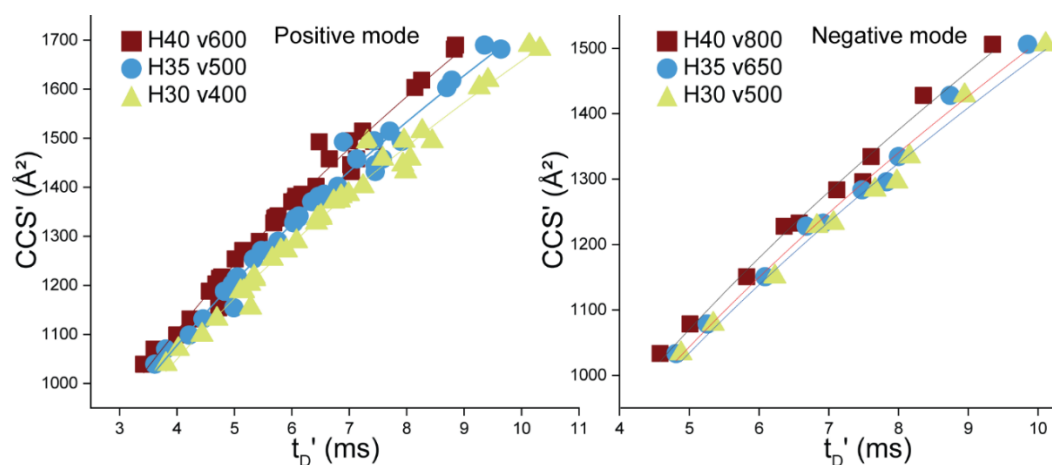 Positive mode
H40 v600
H35 v500
H30 v400
CCS' (Å²)
1700
1600
1500
1400
1300
1200
1100
1000
3 4 5 6 7 8 9 10 11
t_D' (ms)
Negative mode
H40 v800
H35 v650
H30 v500
CCS' (Å²)
1500
1400
1300
1200
1100
1000
4 5 6 7 8 9 10
t_D' (ms)